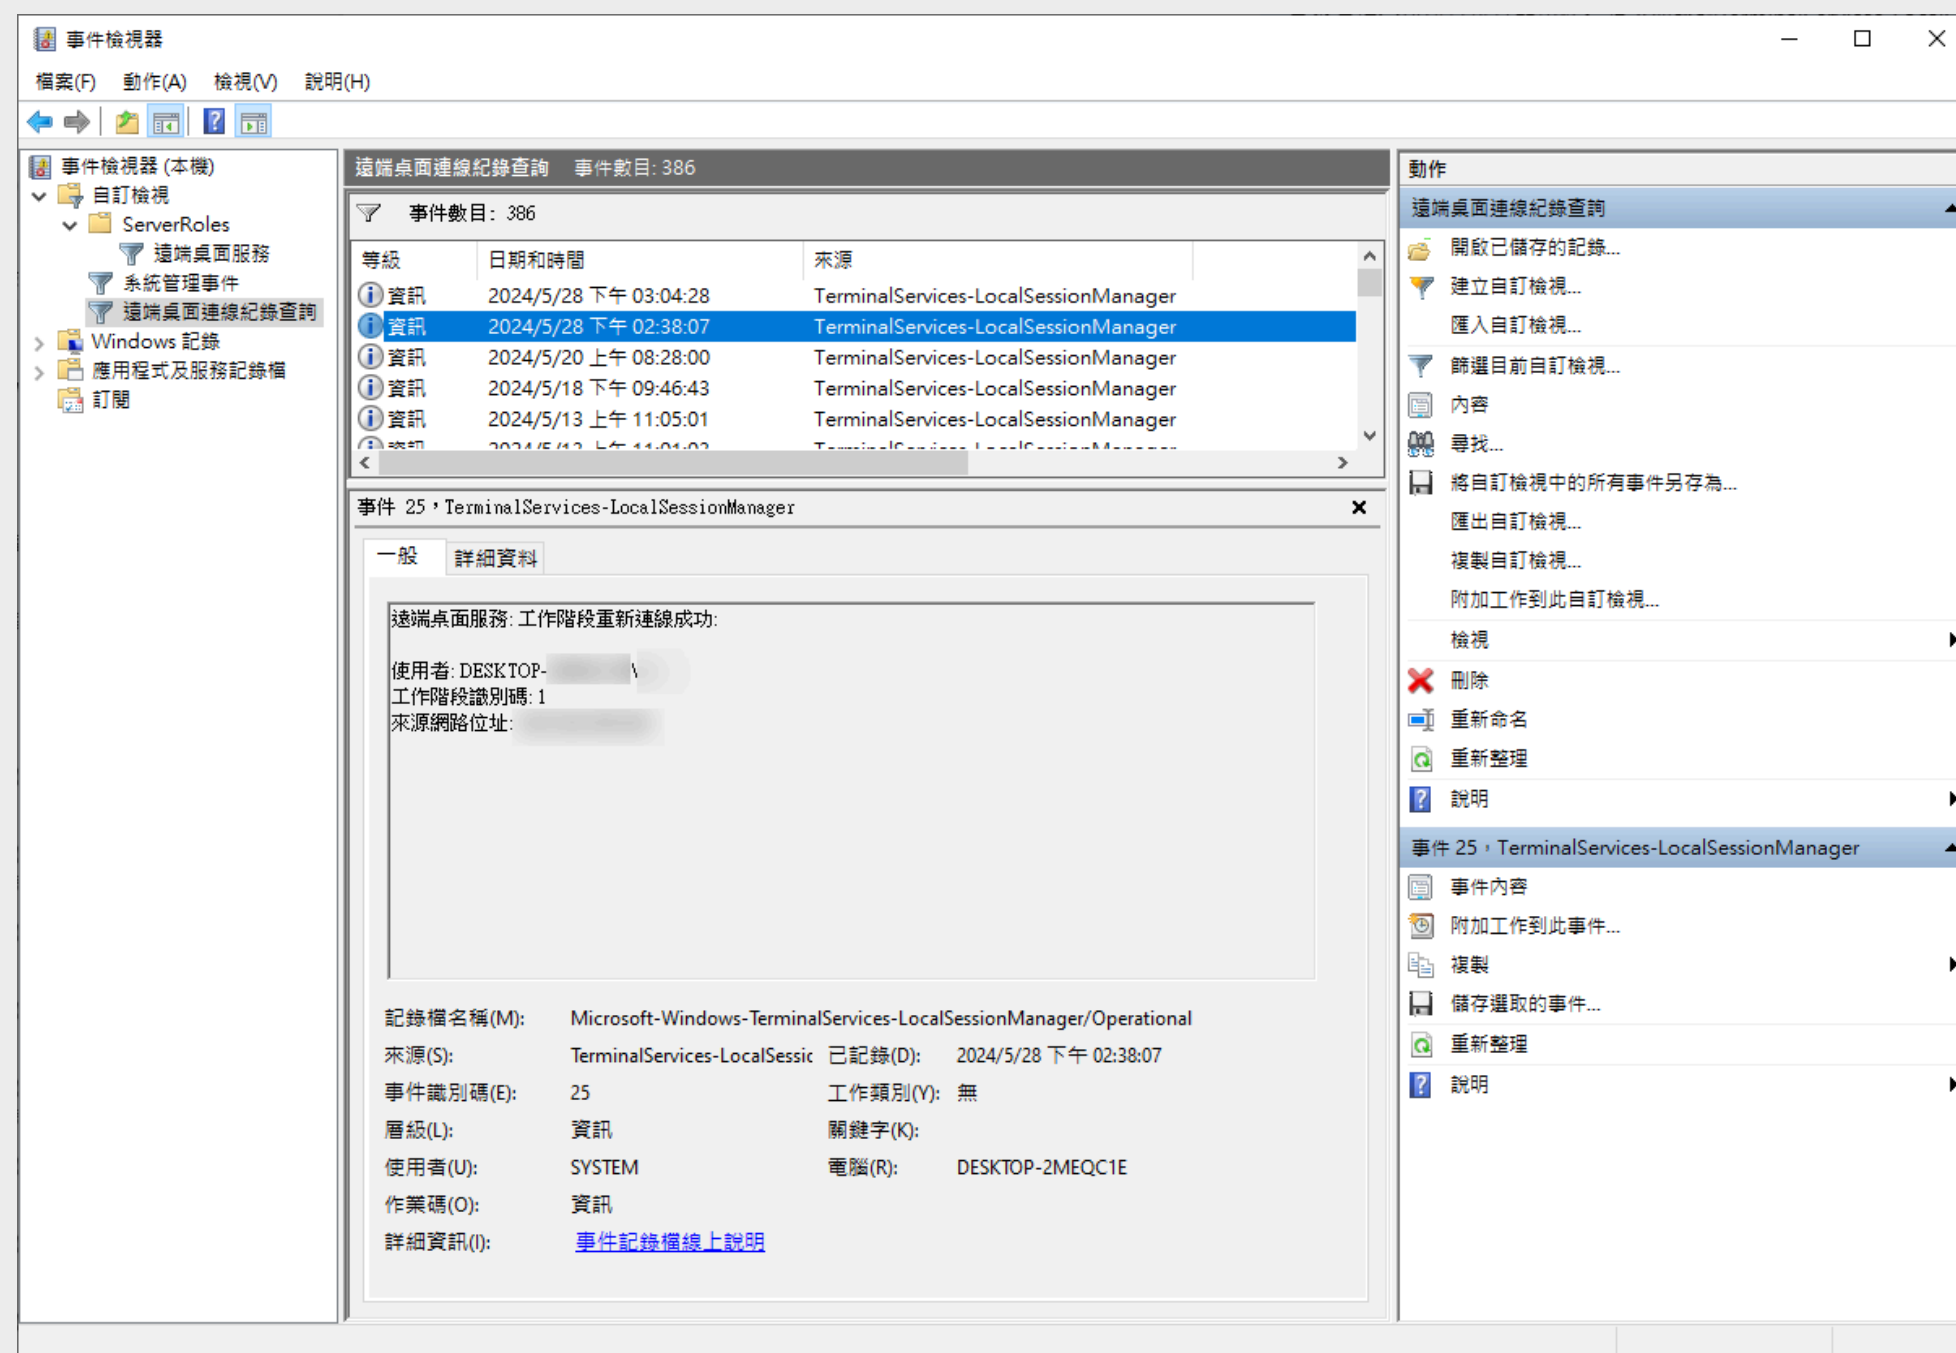 事件檢視器
檔案(F) 動作(A) 檢視(V) 說明(H)
事件檢視器 (本機)
自訂檢視
ServerRoles
遠端桌面服務
系統管理事件
遠端桌面連線紀錄查詢
Windows 記錄
應用程式及服務記錄檔
訂閱
遠端桌面連線紀錄查詢 事件數目: 386
事件數目: 386
等級 日期和時間 來源
資訊 2024/5/28 下午 03:04:28 TerminalServices-LocalSessionManager
資訊 2024/5/28 下午 02:38:07 TerminalServices-LocalSessionManager
資訊 2024/5/20 上午 08:28:00 TerminalServices-LocalSessionManager
資訊 2024/5/18 下午 09:46:43 TerminalServices-LocalSessionManager
資訊 2024/5/13 上午 11:05:01 TerminalServices-LocalSessionManager
資訊 2024/5/13 上午 11:01:03 TerminalServices-LocalSessionManager
事件 25，TerminalServices-LocalSessionManager
一般 詳細資料
遠端桌面服務: 工作階段重新連線成功:
使用者: DESKTOP- \
工作階段識別碼: 1
來源網路位址:
記錄檔名稱(M): Microsoft-Windows-TerminalServices-LocalSessionManager/Operational
來源(S): TerminalServices-LocalSessic 已記錄(D): 2024/5/28 下午 02:38:07
事件識別碼(E): 25 工作類別(Y): 無
層級(L): 資訊 關鍵字(K):
使用者(U): SYSTEM 電腦(R): DESKTOP-2MEQC1E
作業碼(O): 資訊
詳細資訊(I): 事件記錄檔線上說明
動作
遠端桌面連線紀錄查詢
開啟已儲存的記錄...
建立自訂檢視...
匯入自訂檢視...
篩選目前自訂檢視...
內容
尋找...
將自訂檢視中的所有事件另存為...
匯出自訂檢視...
複製自訂檢視...
附加工作到此自訂檢視...
檢視
刪除
重新命名
重新整理
說明
事件 25，TerminalServices-LocalSessionManager
事件內容
附加工作到此事件...
複製
儲存選取的事件...
重新整理
說明